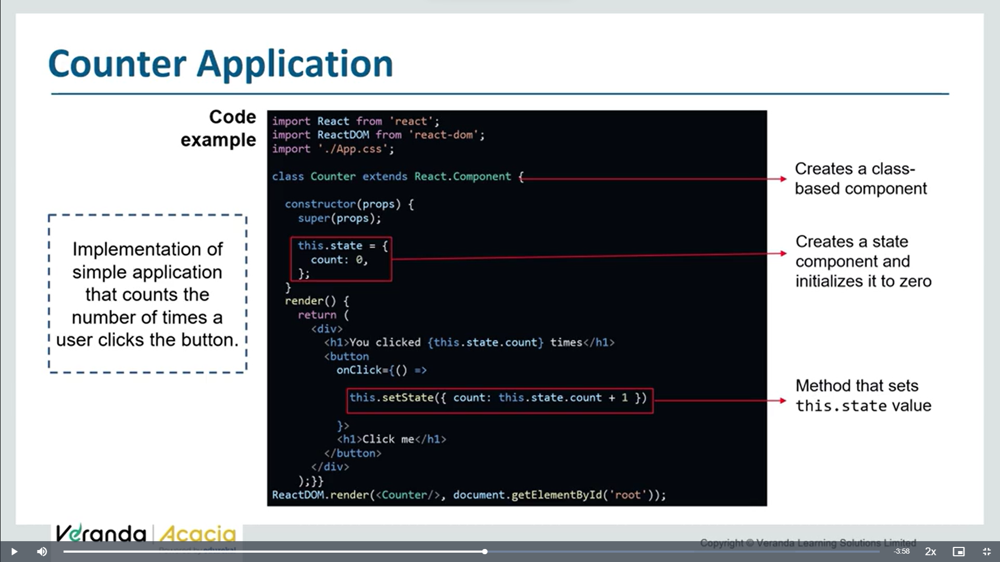 Counter Application
Code
example
import React from 'react';
import ReactDOM from 'react-dom';
import './App.css';
class Counter extends React.Component {
constructor(props) {
super(props);
this.state = {
count: 0,
};
}
render() {
return (
<div>
<h1>You clicked {this.state.count} times</h1>
<button
onClick={() =>
this.setState({ count: this.state.count + 1 })
}>
<h1>Click me</h1>
</button>
</div>
);}}
ReactDOM.render(<Counter/>, document.getElementById('root'));
Implementation of
simple application
that counts the
number of times a
user clicks the button.
Creates a class-
based component
Creates a state
component and
initializes it to zero
Method that sets
this.state value
Veranda | Acacia
Powered by edureka!
Copyright © Veranda Learning Solutions Limited
-3:58
2x